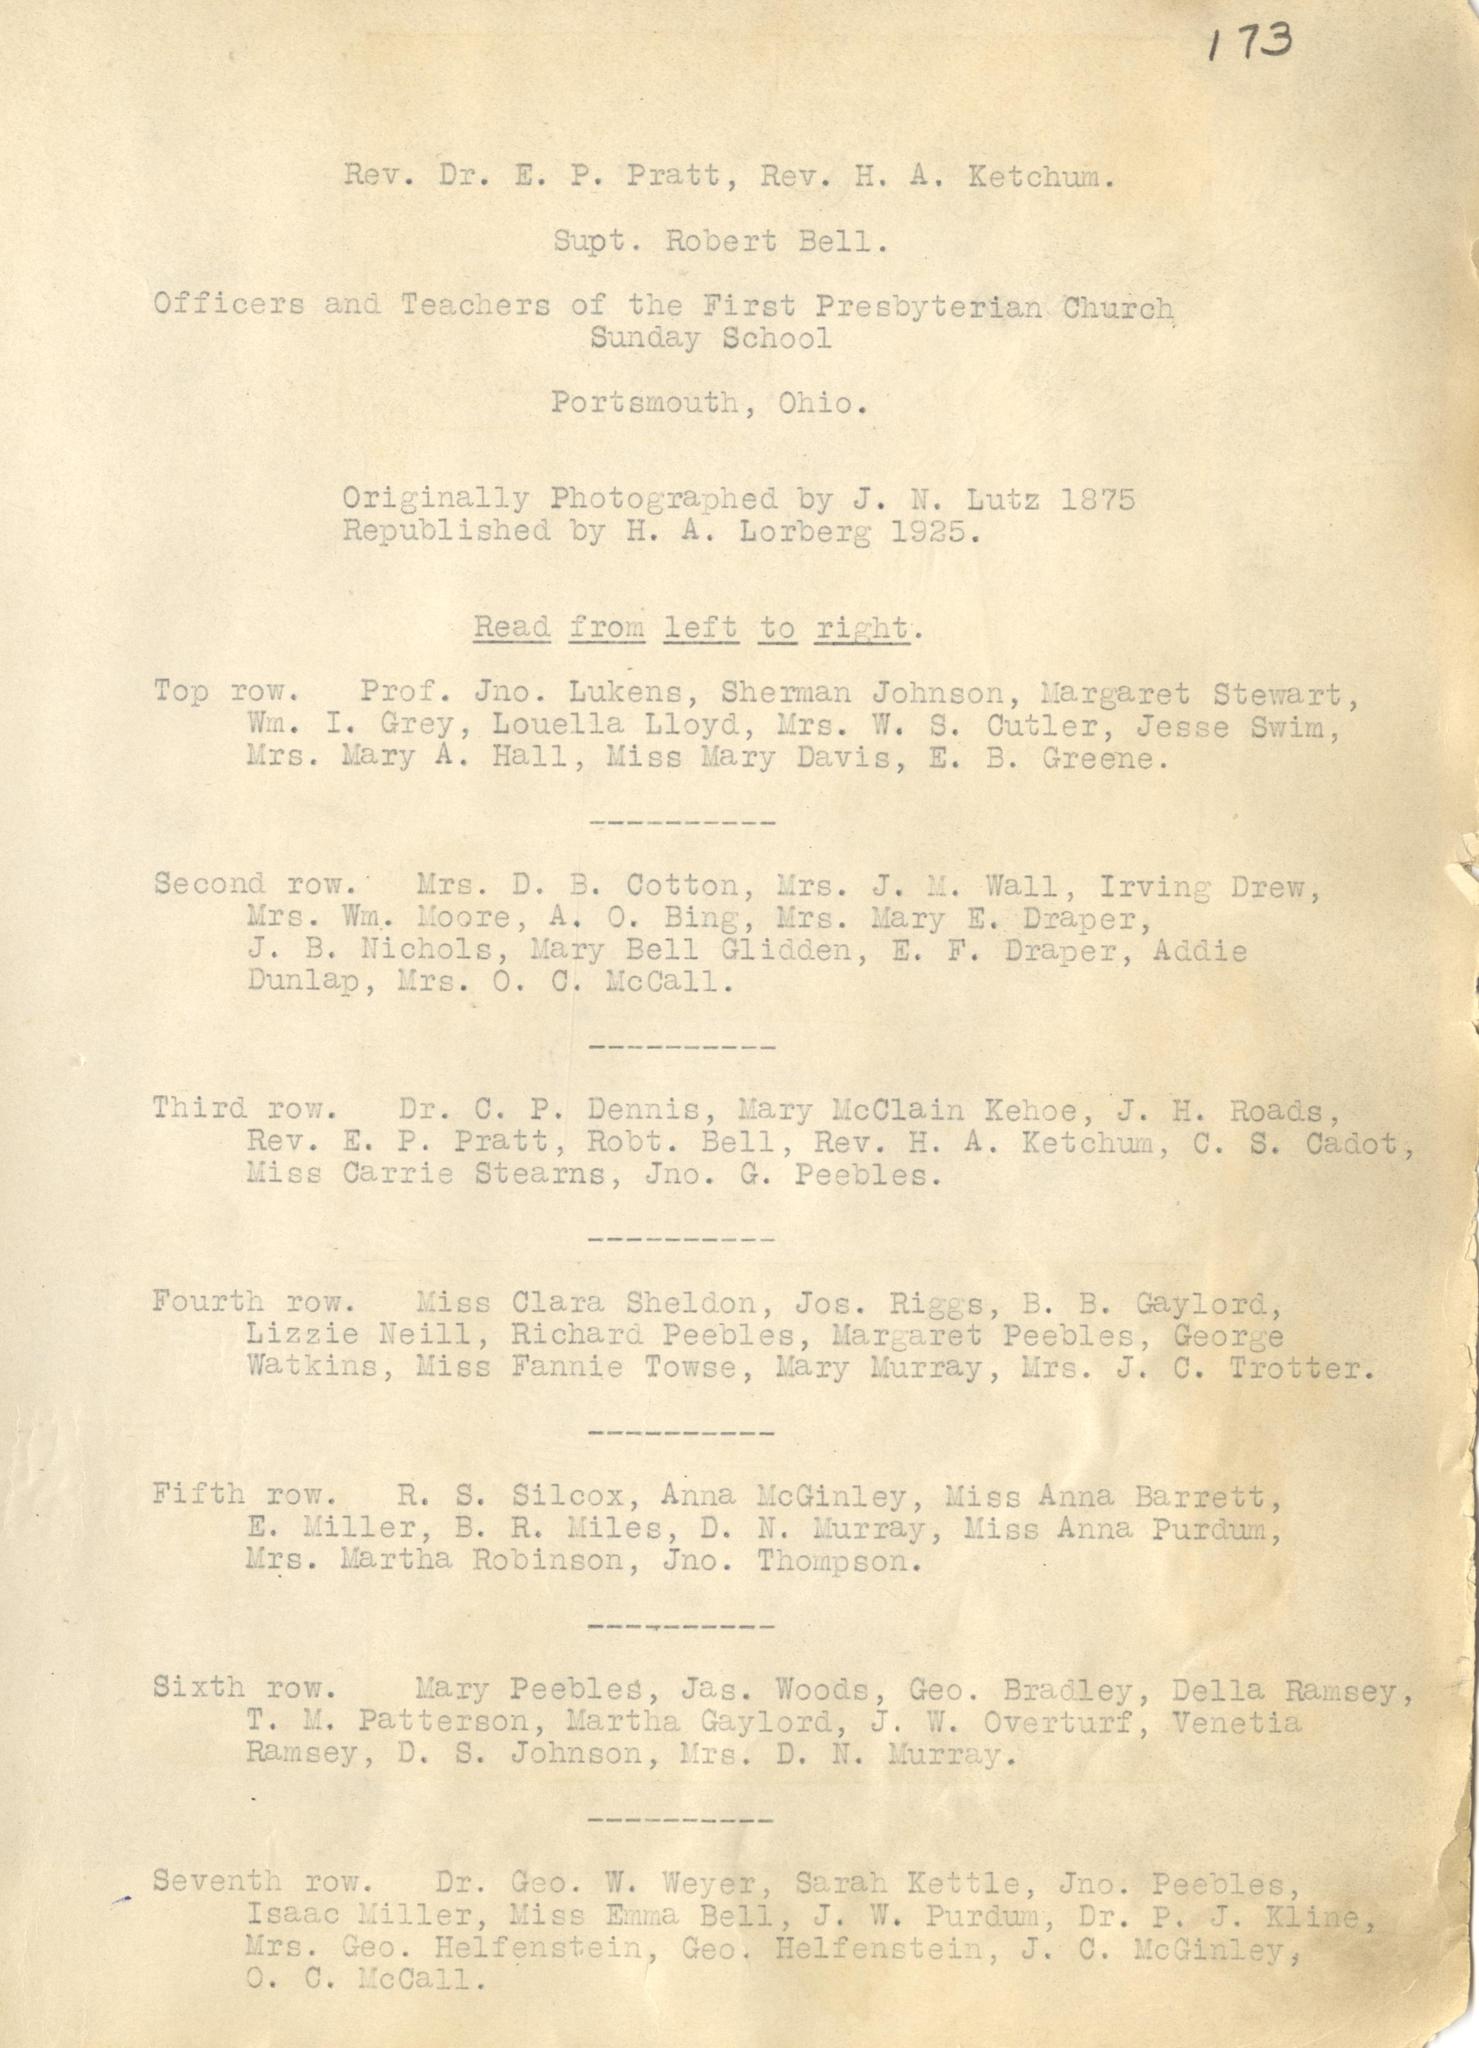 173
Rev. Dr. E. P. Pratt, Rev. H. A. Ketchum.
Supt. Robert Bell.
Officers and Teachers of the First Presbyterian Church
Sunday School
Portsmouth, Ohio.
Originally Photographed by J. N. Lutz 1875
Republished by H. A. Lorberg 1925.
Read from left to right.
Top row. Prof. Jno. Lukens, Sherman Johnson, Margaret Stewart,
Wm. I. Grey, Louella Lloyd, Mrs. W. S. Cutler, Jesse Swim,
Mrs. Mary A. Hall, Miss Mary Davis, E. B. Greene.
----------
Second row. Mrs. D. B. Cotton, Mrs. J. M. Wall, Irving Drew,
Mrs. Wm. Moore, A. O. Bing, Mrs. Mary E. Draper,
J. B. Nichols, Mary Bell Glidden, E. F. Draper, Addie
Dunlap, Mrs. O. C. McCall.
----------
Third row. Dr. C. P. Dennis, Mary McClain Kehoe, J. H. Roads,
Rev. E. P. Pratt, Robt. Bell, Rev. H. A. Ketchum, C. S. Cadot,
Miss Carrie Stearns, Jno. G. Peebles.
----------
Fourth row. Miss Clara Sheldon, Jos. Riggs, B. B. Gaylord,
Lizzie Neill, Richard Peebles, Margaret Peebles, George
Watkins, Miss Fannie Towse, Mary Murray, Mrs. J. C. Trotter.
----------
Fifth row. R. S. Silcox, Anna McGinley, Miss Anna Barrett,
E. Miller, B. R. Miles, D. N. Murray, Miss Anna Purdum,
Mrs. Martha Robinson, Jno. Thompson.
----------
Sixth row. Mary Peebles, Jas. Woods, Geo. Bradley, Della Ramsey,
T. M. Patterson, Martha Gaylord, J. W. Overturf, Venetia
Ramsey, D. S. Johnson, Mrs. D. N. Murray.
----------
Seventh row. Dr. Geo. W. Weyer, Sarah Kettle, Jno. Peebles,
Isaac Miller, Miss Emma Bell, J. W. Purdum, Dr. P. J. Kline,
Mrs. Geo. Helfenstein, Geo. Helfenstein, J. C. McGinley,
O. C. McCall.